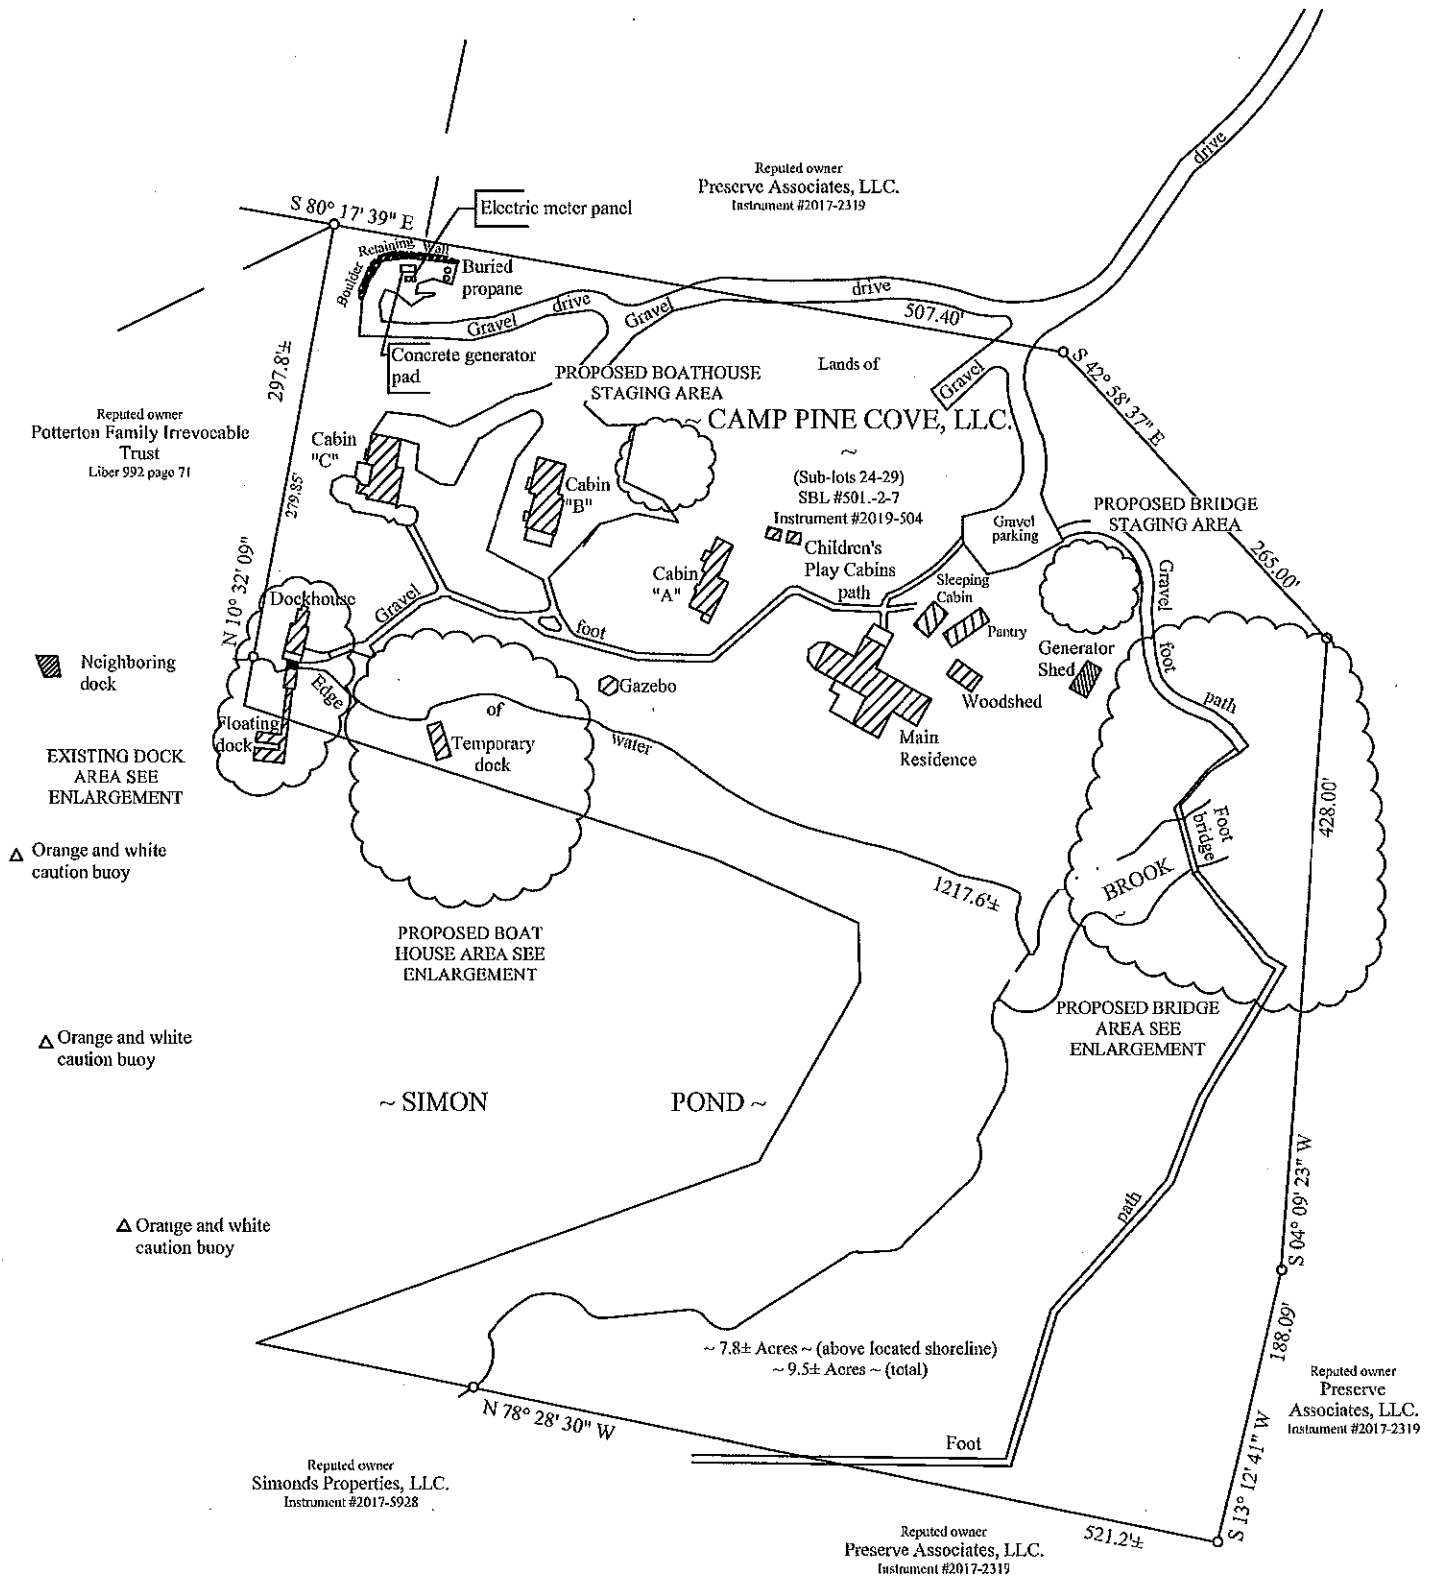 drive
Reputed owner
Preserve Associates, LLC.
Instrument #2017-2319
S 80° 17' 39" E
Electric meter panel
Boulder Retaining Wall
Buried
propane
drive
Gravel drive
Gravel
507.40'
Concrete generator
pad
PROPOSED BOATHOUSE
STAGING AREA
Lands of
Gravel
S 42° 58' 37" E
297.8'±
Reputed owner
Potterton Family Irrevocable
Trust
Liber 992 page 71
279.85'
~ CAMP PINE COVE, LLC.
~
(Sub-lots 24-29)
SBL #501.-2-7
Instrument #2019-504
Cabin
"C"
Cabin
"B"
Cabin
"A"
Children's
Play Cabins
path
Gravel
parking
PROPOSED BRIDGE
STAGING AREA
265.00'
N 10° 32' 09"
Dockhouse
Gravel
foot
Sleeping
Cabin
Pantry
Generator
Shed
Gravel
foot
path
Neighboring
dock
Edge
of
water
Gazebo
Woodshed
Main
Residence
Floating
dock
Temporary
dock
EXISTING DOCK
AREA SEE
ENLARGEMENT
428.00'
Foot
bridge
BROOK
~
Orange and white
caution buoy
1217.6'±
PROPOSED BOAT
HOUSE AREA SEE
ENLARGEMENT
PROPOSED BRIDGE
AREA SEE
ENLARGEMENT
Orange and white
caution buoy
~ SIMON POND ~
path
S 04° 09' 23" W
Orange and white
caution buoy
188.09'
~ 7.8± Acres ~ (above located shoreline)
~ 9.5± Acres ~ (total)
Reputed owner
Preserve
Associates, LLC.
Instrument #2017-2319
N 78° 28' 30" W
Foot
S 13° 12' 41" W
Reputed owner
Simonds Properties, LLC.
Instrument #2017-5928
521.2'±
Reputed owner
Preserve Associates, LLC.
Instrument #2017-2319